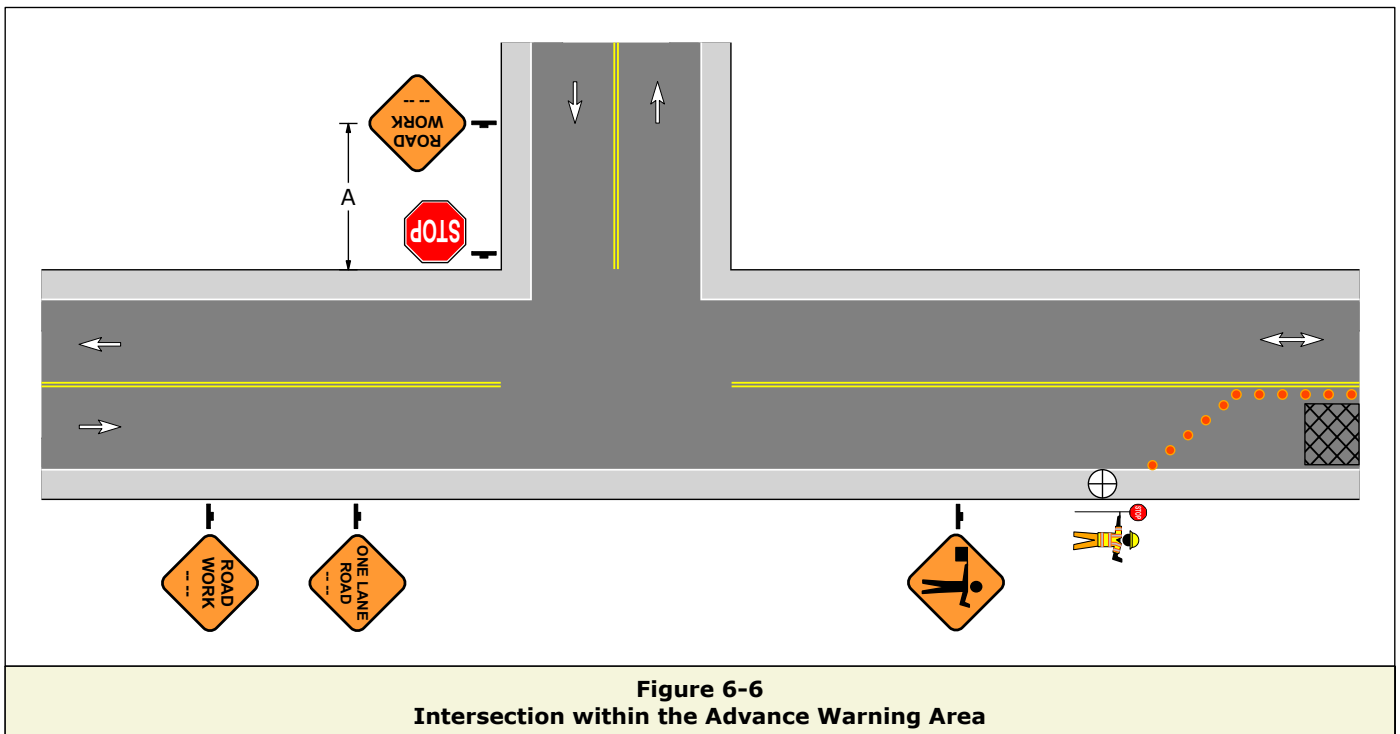 -- --
WORK
ROAD
A
STOP
STOP
ROAD
WORK
-- --
ONE LANE
ROAD
-- --
Figure 6-6
Intersection within the Advance Warning Area